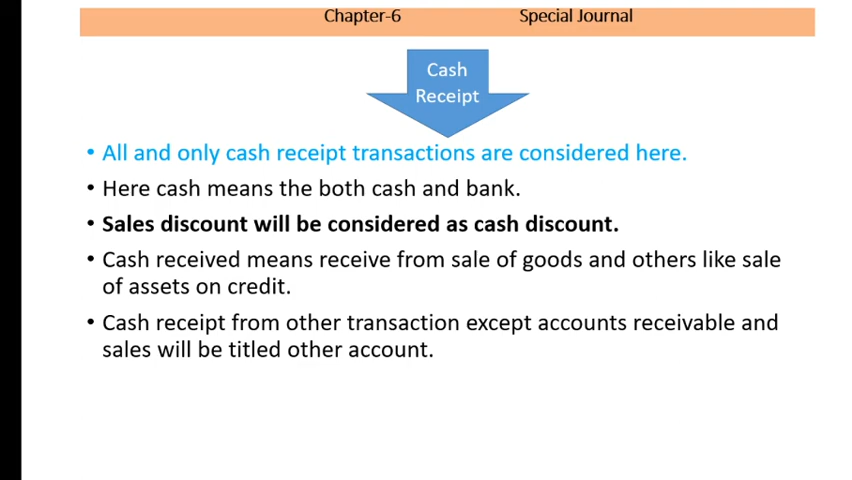 Chapter-6 Special Journal
Cash
Receipt
• All and only cash receipt transactions are considered here.
• Here cash means the both cash and bank.
• Sales discount will be considered as cash discount.
• Cash received means receive from sale of goods and others like sale
of assets on credit.
• Cash receipt from other transaction except accounts receivable and
sales will be titled other account.